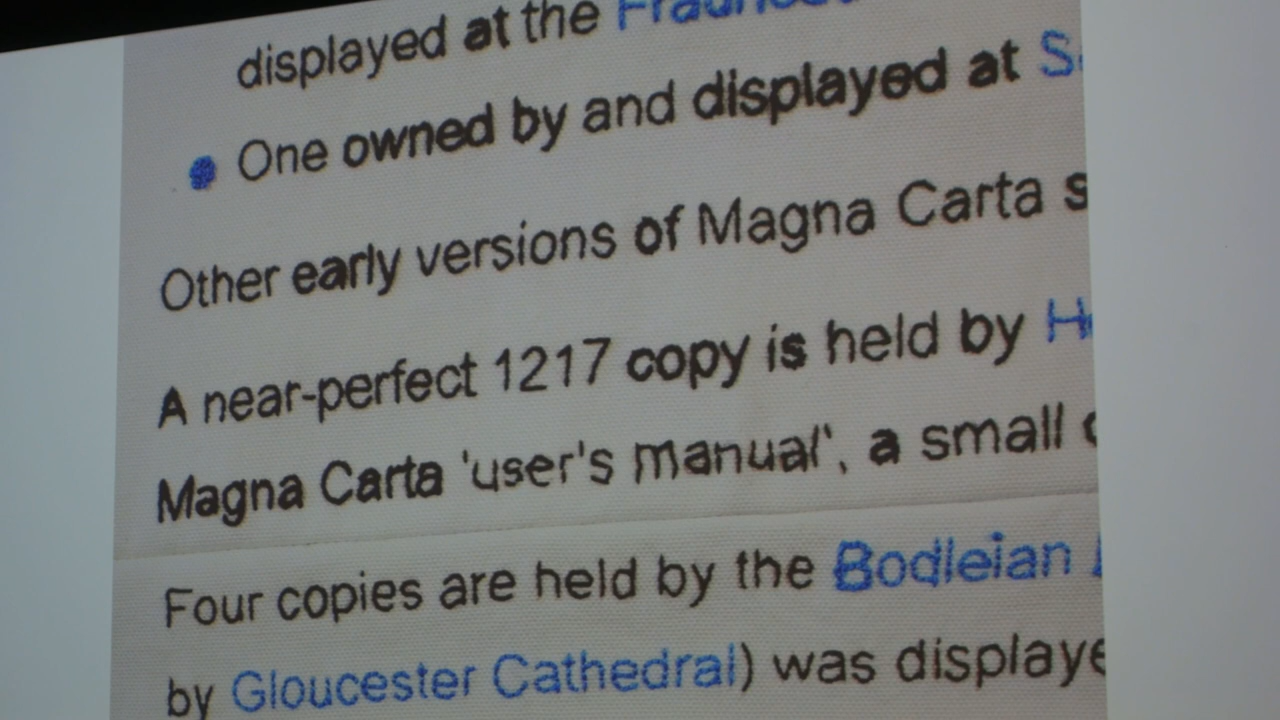 displayed at the
One owned by and displayed at
Other early versions of Magna Carta
A near-perfect 1217 copy is held by
Magna Carta 'user's manual', a small
Four copies are held by the Bodleian
by Gloucester Cathedral) was displaye